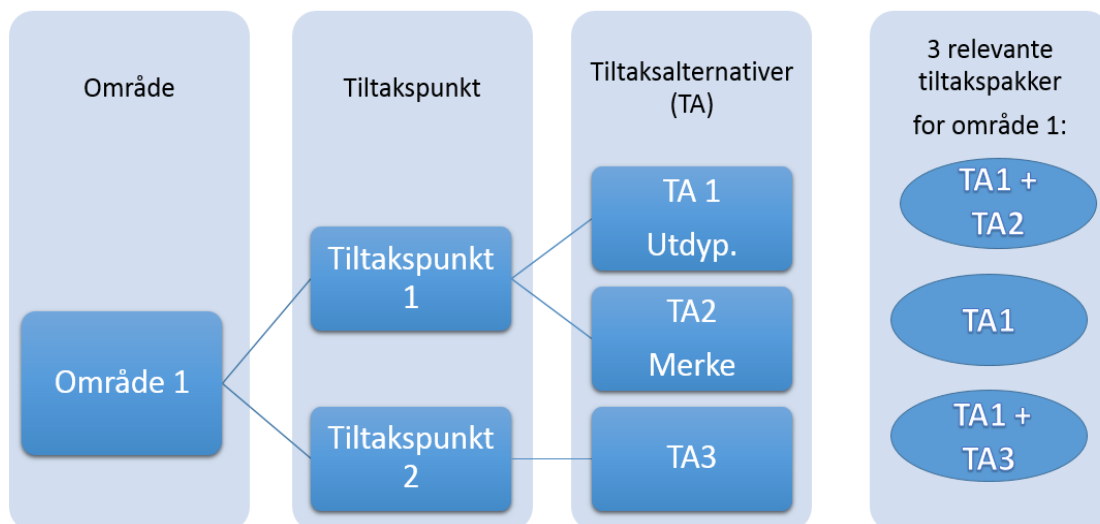 Område
Tiltakspunkt
Tiltaksalternativer
(TA)
3 relevante
tiltakspakker
for område 1:
Område 1
Tiltakspunkt
1
Tiltakspunkt
2
TA 1
Utdyp.
TA2
Merke
TA3
TA1 +
TA2
TA1
TA1 +
TA3